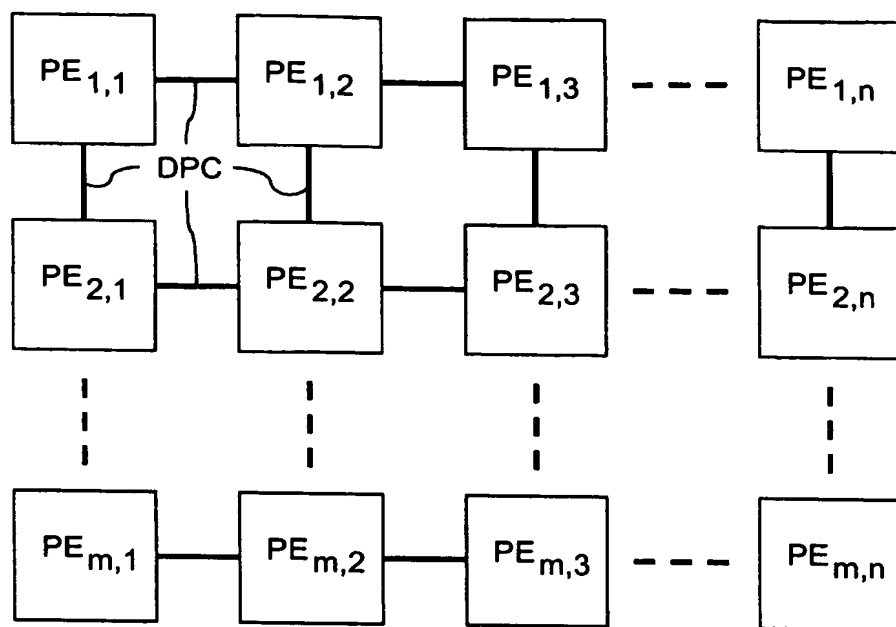 PE1,1 PE1,2 PE1,3 PE1,n
DPC
PE2,1 PE2,2 PE2,3 PE2,n
PEm,1 PEm,2 PEm,3 PEm,n